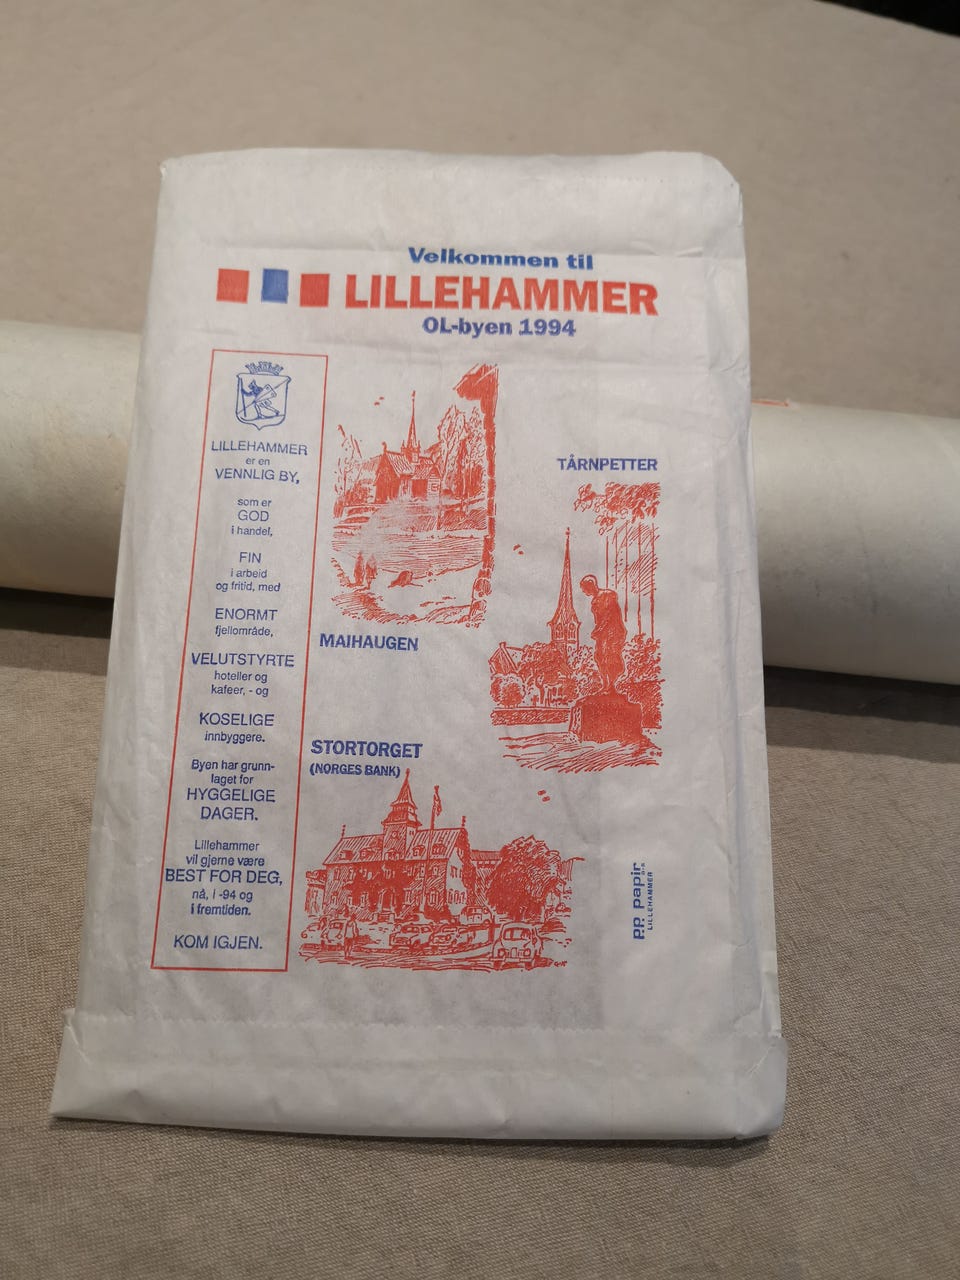 Velkommen til
LILLEHAMMER
OL-byen 1994
LILLEHAMMER
er en
VENNLIG BY,
som er
GOD
i handel,
FIN
i arbeid
og fritid, med
ENORMT
fjellområde,
VELUTSTYRTE
hoteller og
kafeer, - og
KOSELIGE
innbyggere.
Byen har grunn-
laget for
HYGGELIGE
DAGER.
Lillehammer
vil gjerne være
BEST FOR DEG,
nå, i -94 og
i fremtiden.
KOM IGJEN.
MAIHAUGEN
TÅRNPETTER
STORTORGET
(NORGES BANK)
pp. papir a/s
LILLEHAMMER